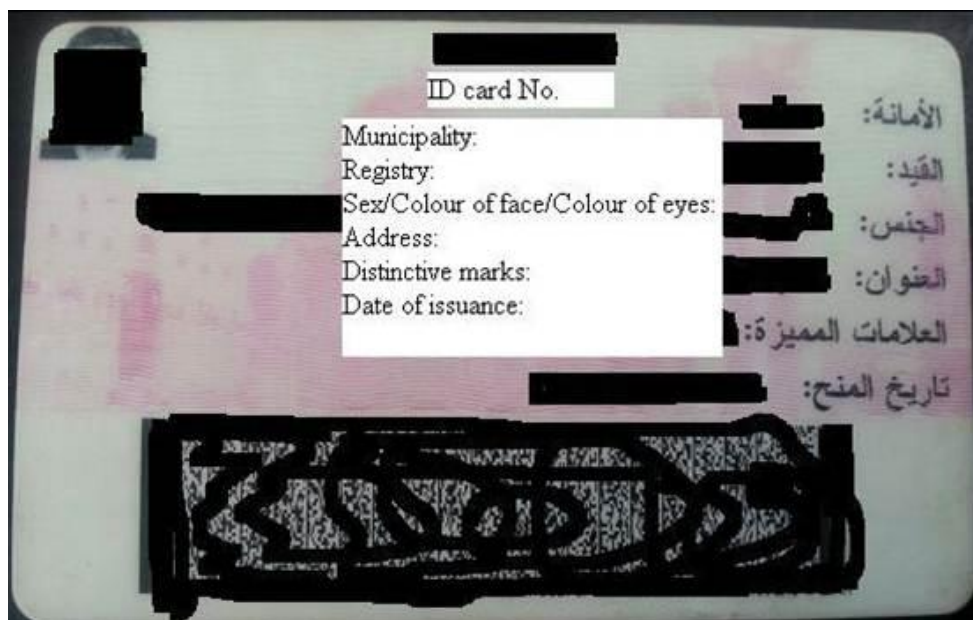 ID card No.
الأمانة:
Municipality:
Registry:
القيد:
Sex/Colour of face/Colour of eyes:
الجنس:
Address:
العنوان:
Distinctive marks:
العلامات المميزة:
Date of issuance:
تاريخ المنح: